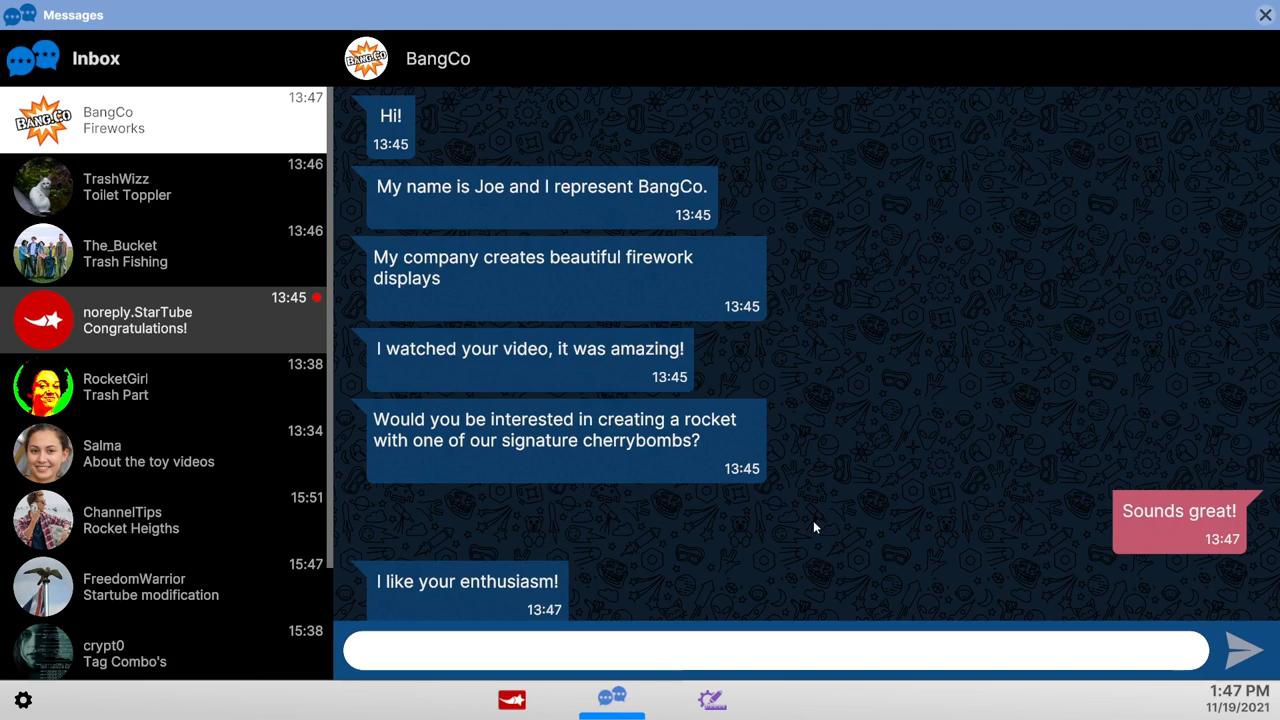 Messages
Inbox
BangCo
Fireworks
13:47
TrashWizz
Toilet Toppler
13:46
The_Bucket
Trash Fishing
13:46
noreply.StarTube
Congratulations!
13:45
RocketGirl
Trash Part
13:38
Salma
About the toy videos
13:34
ChannelTips
Rocket Heigths
15:51
FreedomWarrior
Startube modification
15:47
crypt0
Tag Combo's
15:38
BANG.CO
BANG.CO
BangCo
Hi!
13:45
My name is Joe and I represent BangCo.
13:45
My company creates beautiful firework
displays
13:45
I watched your video, it was amazing!
13:45
Would you be interested in creating a rocket
with one of our signature cherrybombs?
13:45
Sounds great!
13:47
I like your enthusiasm!
13:47
1:47 PM
11/19/2021